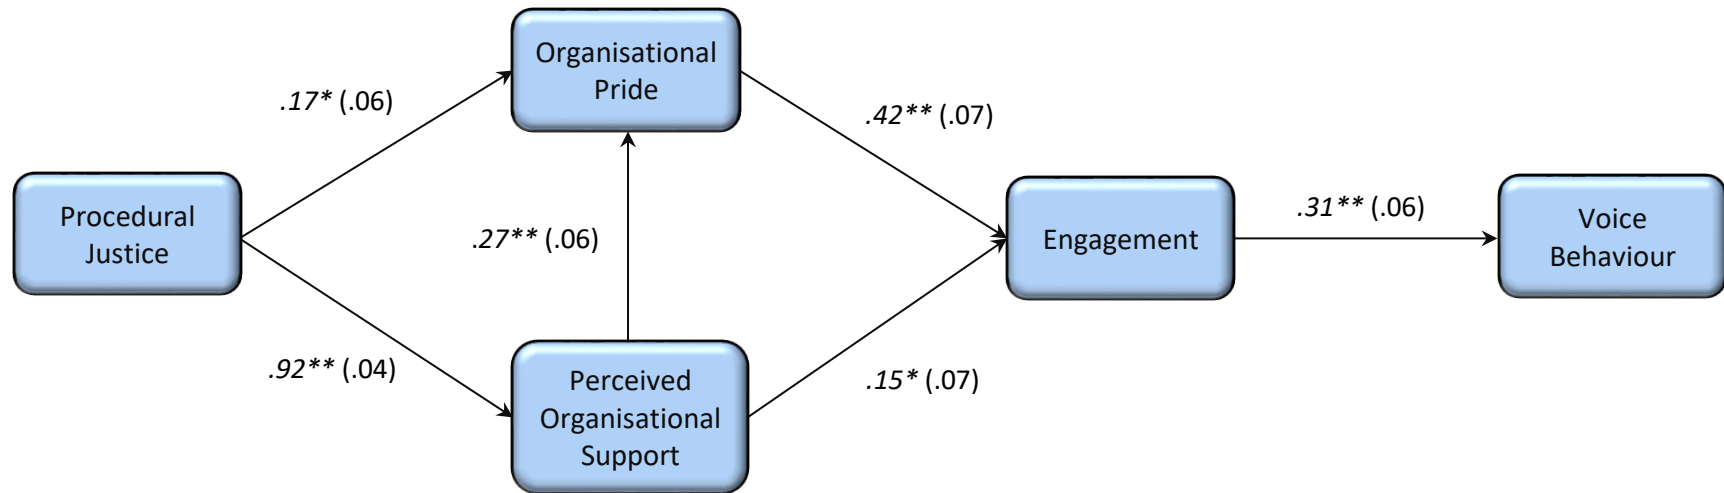 Organisational
Pride
.17* (.06)
.42** (.07)
Procedural
Justice
.27** (.06)
Engagement
.31** (.06)
Voice
Behaviour
.92** (.04)
Perceived
Organisational
Support
.15* (.07)